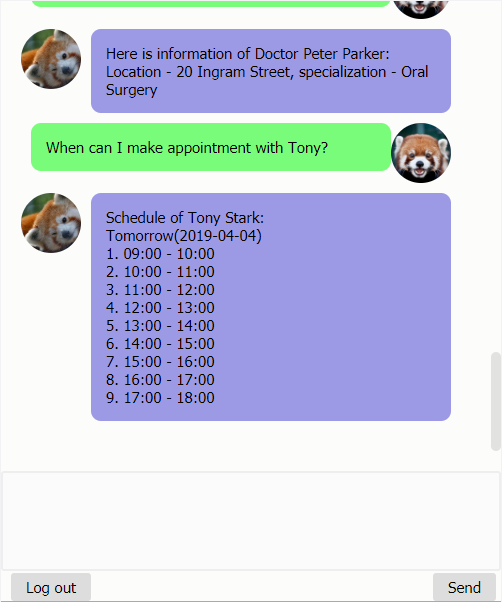 Here is information of Doctor Peter Parker:
Location - 20 Ingram Street, specialization - Oral
Surgery
When can I make appointment with Tony?
Schedule of Tony Stark:
Tomorrow(2019-04-04)
1. 09:00 - 10:00
2. 10:00 - 11:00
3. 11:00 - 12:00
4. 12:00 - 13:00
5. 13:00 - 14:00
6. 14:00 - 15:00
7. 15:00 - 16:00
8. 16:00 - 17:00
9. 17:00 - 18:00
Log out
Send